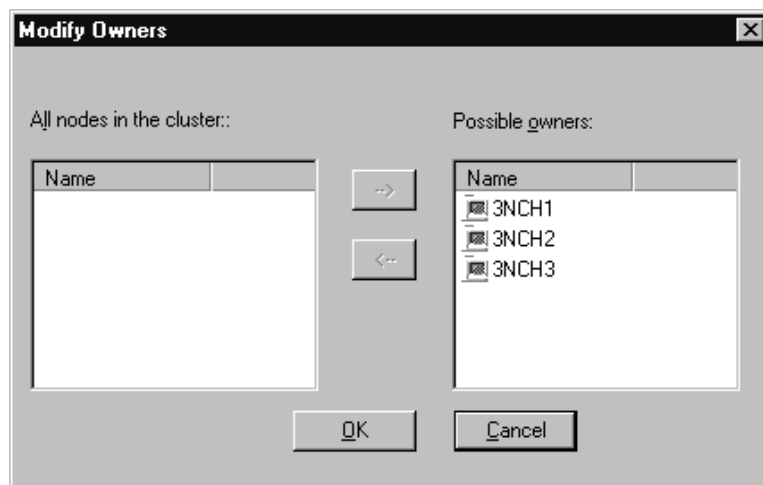 Modify Owners
All nodes in the cluster::
Possible owners:
Name
Name
-->
3NCH1
3NCH2
<--
3NCH3
OK
Cancel